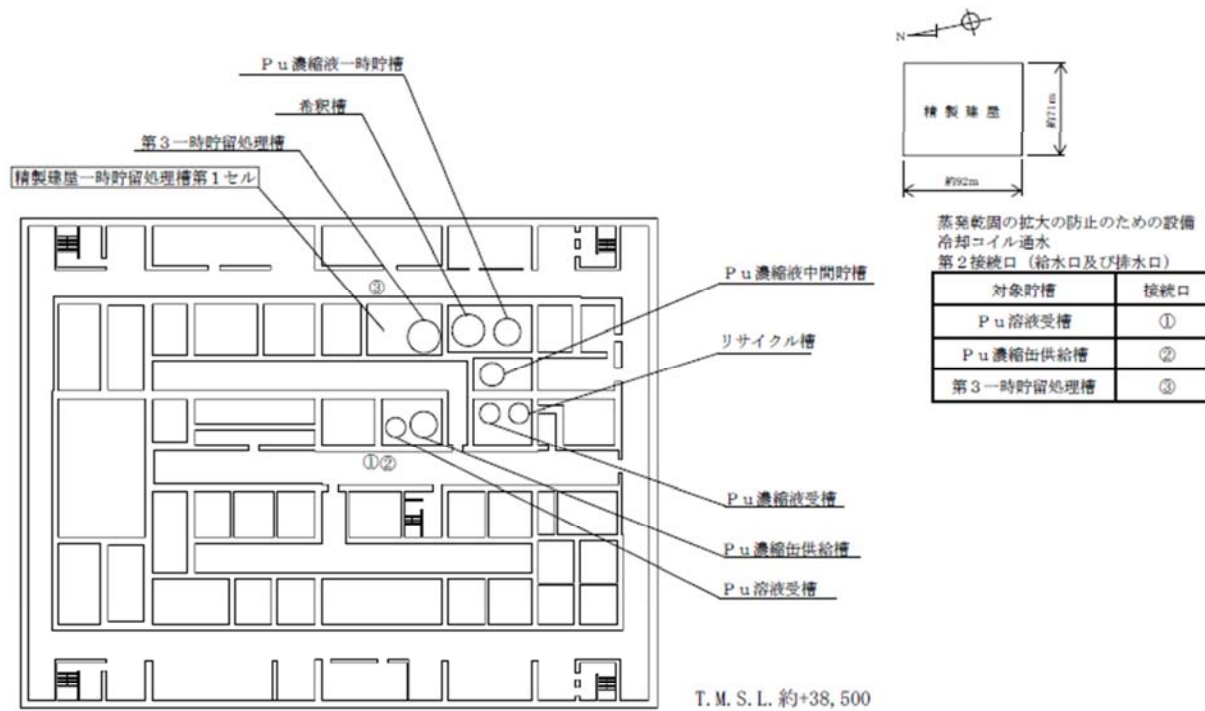 Pu濃縮液一時貯槽
希釈槽
第3一時貯留処理槽
精製建屋一時貯留処理槽第1セル
N
精製建屋
約71m
約92m
蒸発乾固の拡大の防止のための設備
冷却コイル通水
第2接続口（給水口及び排水口）
対象貯槽 接続口
Pu溶液受槽 ①
Pu濃縮缶供給槽 ②
第3一時貯留処理槽 ③
③
Pu濃縮液中間貯槽
リサイクル槽
①②
Pu濃縮液受槽
Pu濃縮缶供給槽
Pu溶液受槽
T.M.S.L.約+38,500